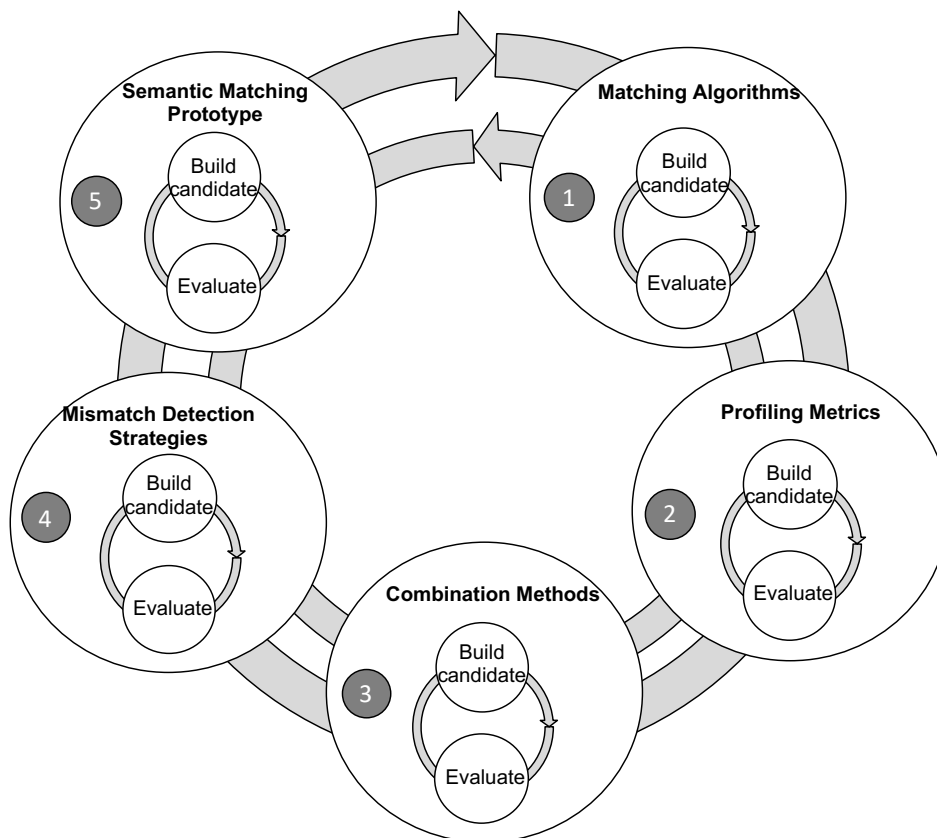 Matching Algorithms
1
Build
candidate
Evaluate
Profiling Metrics
2
Build
candidate
Evaluate
Combination Methods
3
Build
candidate
Evaluate
Mismatch Detection
Strategies
4
Build
candidate
Evaluate
Semantic Matching
Prototype
5
Build
candidate
Evaluate